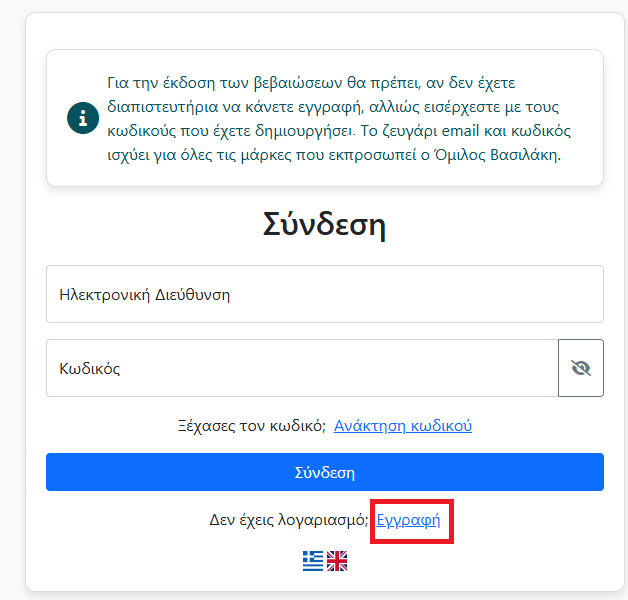 Για την έκδοση των βεβαιώσεων θα πρέπει, αν δεν έχετε
διαπιστευτήρια να κάνετε εγγραφή, αλλιώς εισέρχεστε με τους
κωδικούς που έχετε δημιουργήσει. Το ζευγάρι email και κωδικός
ισχύει για όλες τις μάρκες που εκπροσωπεί ο Όμιλος Βασιλάκη.
Σύνδεση
Ηλεκτρονική Διεύθυνση
Κωδικός
Ξέχασες τον κωδικό; Ανάκτηση κωδικού
Σύνδεση
Δεν έχεις λογαριασμό; Εγγραφή